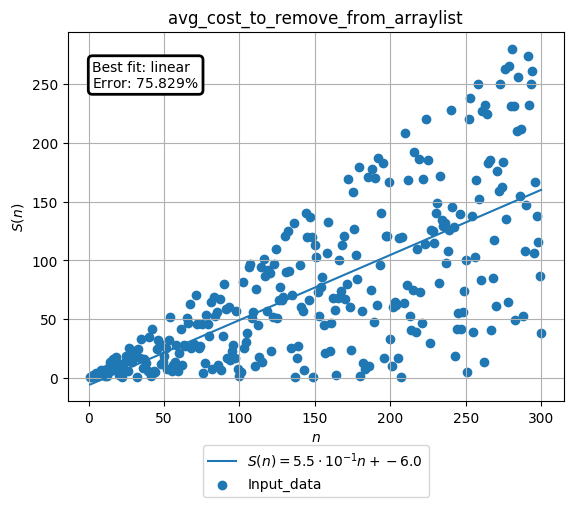 avg_cost_to_remove_from_arraylist
Best fit: linear
Error: 75.829%
S(n)
250
200
150
100
50
0
0 50 100 150 200 250 300
n
S(n) = 5.5 · 10⁻¹n + −6.0
Input_data